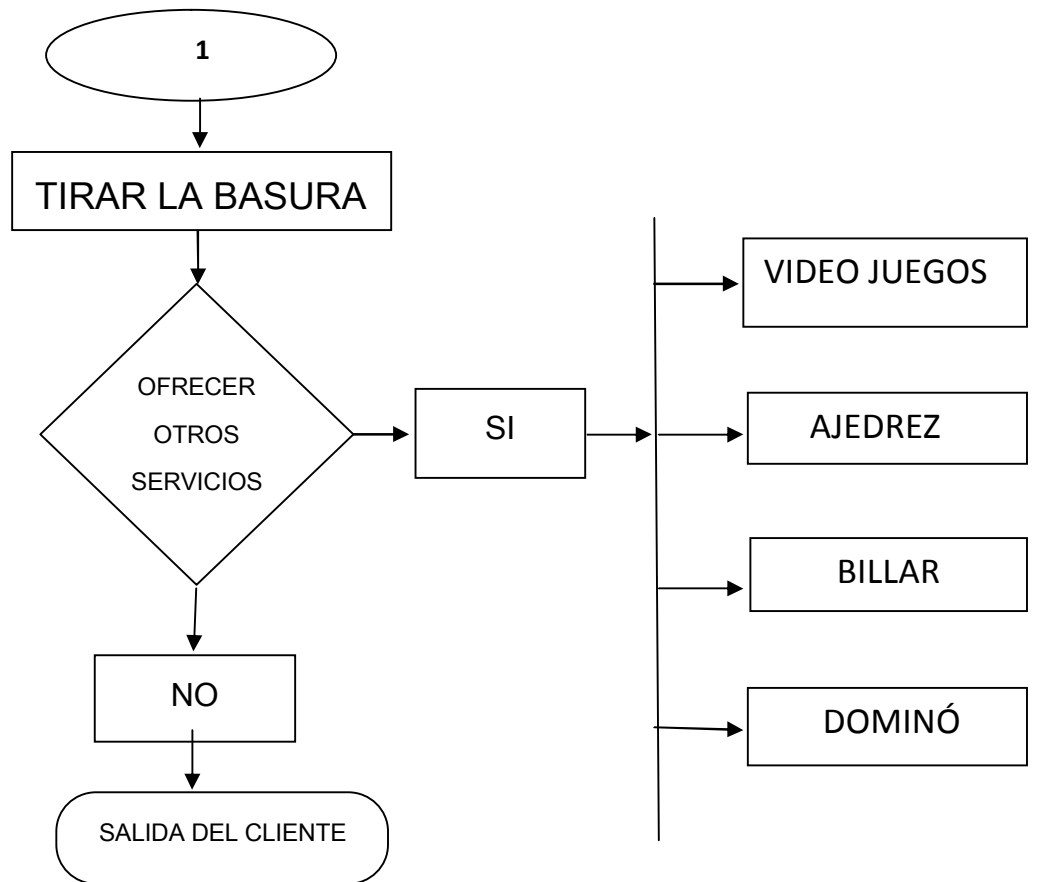 1
TIRAR LA BASURA
OFRECER
OTROS
SERVICIOS
SI
VIDEO JUEGOS
AJEDREZ
BILLAR
DOMINÓ
NO
SALIDA DEL CLIENTE